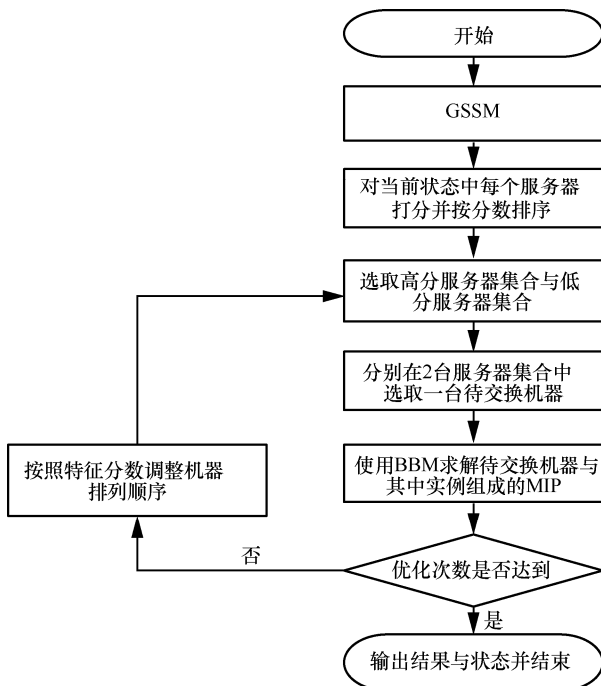 开始
GSSM
对当前状态中每个服务器
打分并按分数排序
选取高分服务器集合与低
分服务器集合
分别在2台服务器集合中
选取一台待交换机器
按照特征分数调整机器
排列顺序
使用BBM求解待交换机器与
其中实例组成的MIP
否
优化次数是否达到
是
输出结果与状态并结束